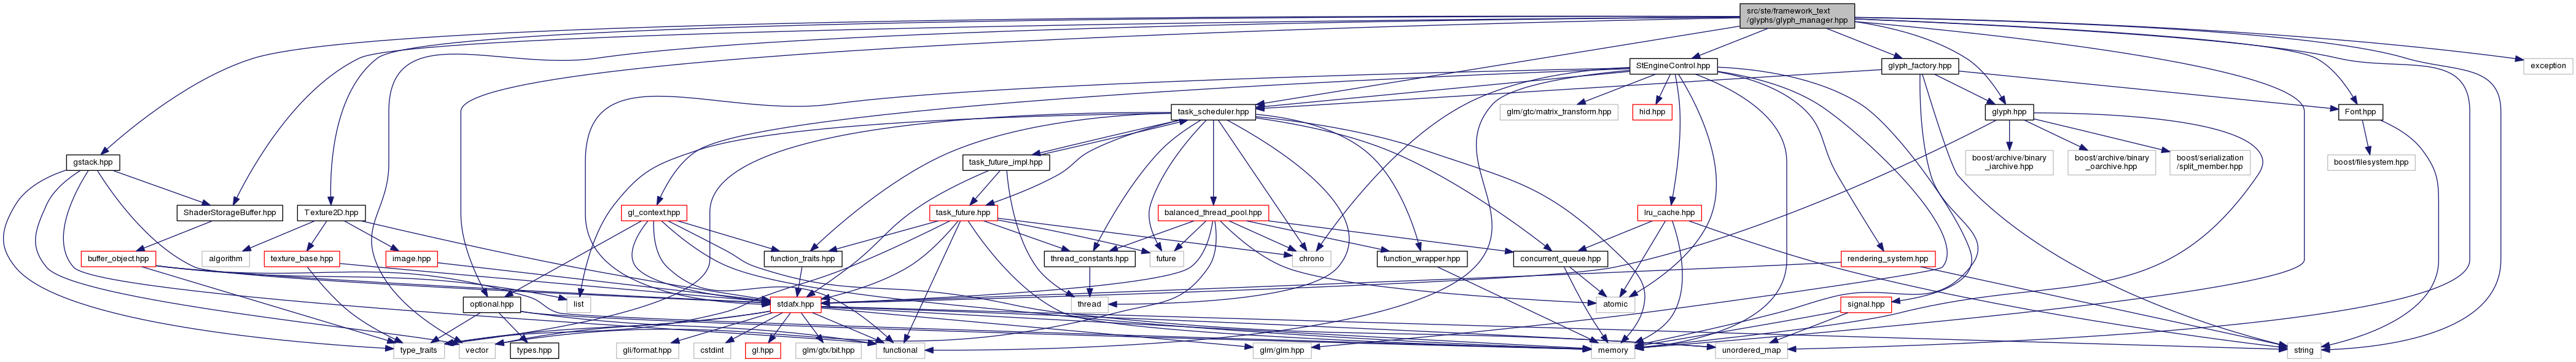 src/ste/framework_text
/glyphs/glyph_manager.hpp
StEngineControl.hpp
glyph_factory.hpp
exception
task_scheduler.hpp
glm/gtc/matrix_transform.hpp
hid.hpp
glyph.hpp
Font.hpp
gstack.hpp
task_future_impl.hpp
boost/archive/binary
_iarchive.hpp
boost/archive/binary
_oarchive.hpp
boost/serialization
/split_member.hpp
boost/filesystem.hpp
ShaderStorageBuffer.hpp
Texture2D.hpp
gl_context.hpp
task_future.hpp
balanced_thread_pool.hpp
lru_cache.hpp
buffer_object.hpp
algorithm
texture_base.hpp
image.hpp
function_traits.hpp
thread_constants.hpp
future
chrono
function_wrapper.hpp
concurrent_queue.hpp
rendering_system.hpp
optional.hpp
list
stdafx.hpp
thread
atomic
signal.hpp
type_traits
vector
types.hpp
gli/format.hpp
cstdint
gl.hpp
glm/gtx/bit.hpp
functional
glm/glm.hpp
memory
unordered_map
string